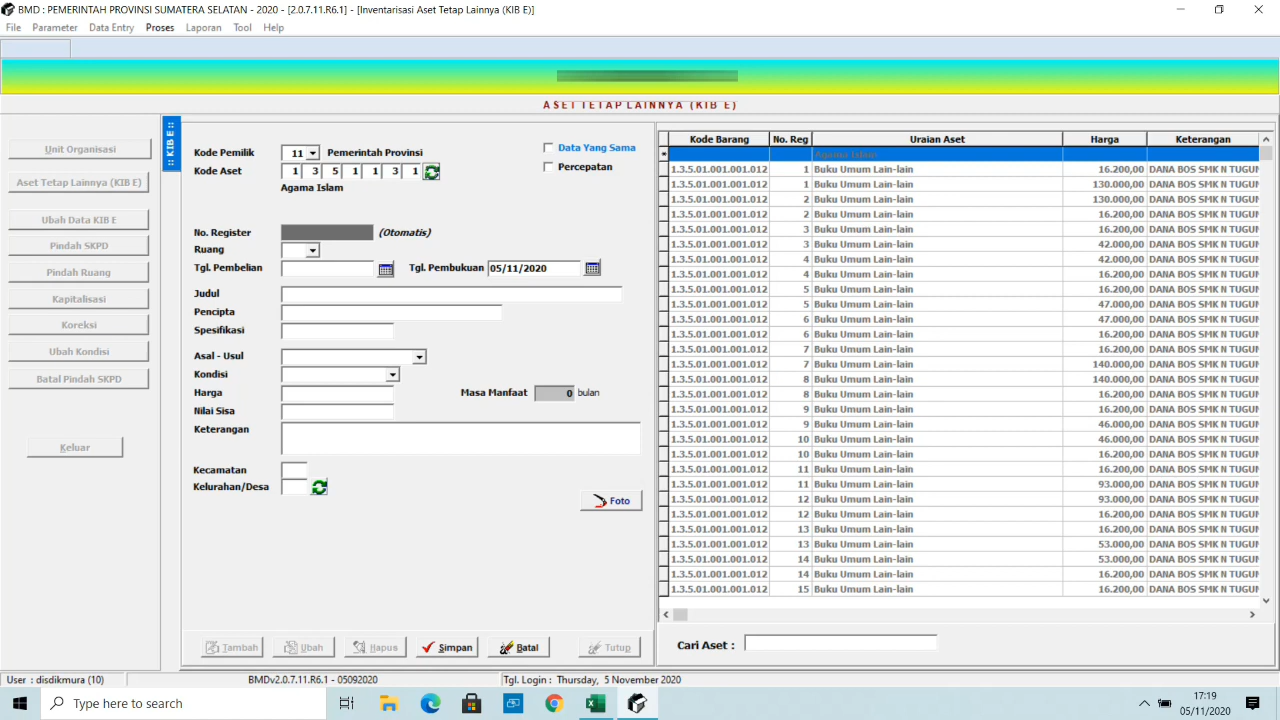 BMD : PEMERINTAH PROVINSI SUMATERA SELATAN - 2020 - [2.0.7.11.R6.1] - [Inventarisasi Aset Tetap Lainnya (KIB E)]
File Parameter Data Entry Proses Laporan Tool Help
ASET TETAP LAINNYA (KIB E)
Unit Organisasi
Aset Tetap Lainnya (KIB E)
Ubah Data KIB E
Pindah SKPD
Pindah Ruang
Kapitalisasi
Koreksi
Ubah Kondisi
Batal Pindah SKPD
Keluar
:: KIB E ::
Kode Pemilik 11 Pemerintah Provinsi
Data Yang Sama
Kode Aset 1 3 5 1 1 3 1
Percepatan
Agama Islam
No. Register (Otomatis)
Ruang
Tgl. Pembelian Tgl. Pembukuan 05/11/2020
Judul
Pencipta
Spesifikasi
Asal - Usul
Kondisi
Harga Masa Manfaat 0 bulan
Nilai Sisa
Keterangan
Kecamatan
Kelurahan/Desa
Foto
Tambah Ubah Hapus Simpan Batal Tutup
Kode Barang No. Reg Uraian Aset Harga Keterangan
* Agama Islam
1.3.5.01.001.001.012 1 Buku Umum Lain-lain 16.200,00 DANA BOS SMK N TUGUM
1.3.5.01.001.001.012 1 Buku Umum Lain-lain 130.000,00 DANA BOS SMK N TUGUM
1.3.5.01.001.001.012 2 Buku Umum Lain-lain 130.000,00 DANA BOS SMK N TUGUM
1.3.5.01.001.001.012 2 Buku Umum Lain-lain 16.200,00 DANA BOS SMK N TUGUM
1.3.5.01.001.001.012 3 Buku Umum Lain-lain 16.200,00 DANA BOS SMK N TUGUM
1.3.5.01.001.001.012 3 Buku Umum Lain-lain 42.000,00 DANA BOS SMK N TUGUM
1.3.5.01.001.001.012 4 Buku Umum Lain-lain 42.000,00 DANA BOS SMK N TUGUM
1.3.5.01.001.001.012 4 Buku Umum Lain-lain 16.200,00 DANA BOS SMK N TUGUM
1.3.5.01.001.001.012 5 Buku Umum Lain-lain 16.200,00 DANA BOS SMK N TUGUM
1.3.5.01.001.001.012 5 Buku Umum Lain-lain 47.000,00 DANA BOS SMK N TUGUM
1.3.5.01.001.001.012 6 Buku Umum Lain-lain 47.000,00 DANA BOS SMK N TUGUM
1.3.5.01.001.001.012 6 Buku Umum Lain-lain 16.200,00 DANA BOS SMK N TUGUM
1.3.5.01.001.001.012 7 Buku Umum Lain-lain 16.200,00 DANA BOS SMK N TUGUM
1.3.5.01.001.001.012 7 Buku Umum Lain-lain 140.000,00 DANA BOS SMK N TUGUM
1.3.5.01.001.001.012 8 Buku Umum Lain-lain 140.000,00 DANA BOS SMK N TUGUM
1.3.5.01.001.001.012 8 Buku Umum Lain-lain 16.200,00 DANA BOS SMK N TUGUM
1.3.5.01.001.001.012 9 Buku Umum Lain-lain 16.200,00 DANA BOS SMK N TUGUM
1.3.5.01.001.001.012 9 Buku Umum Lain-lain 46.000,00 DANA BOS SMK N TUGUM
1.3.5.01.001.001.012 10 Buku Umum Lain-lain 46.000,00 DANA BOS SMK N TUGUM
1.3.5.01.001.001.012 10 Buku Umum Lain-lain 16.200,00 DANA BOS SMK N TUGUM
1.3.5.01.001.001.012 11 Buku Umum Lain-lain 16.200,00 DANA BOS SMK N TUGUM
1.3.5.01.001.001.012 11 Buku Umum Lain-lain 93.000,00 DANA BOS SMK N TUGUM
1.3.5.01.001.001.012 12 Buku Umum Lain-lain 93.000,00 DANA BOS SMK N TUGUM
1.3.5.01.001.001.012 12 Buku Umum Lain-lain 16.200,00 DANA BOS SMK N TUGUM
1.3.5.01.001.001.012 13 Buku Umum Lain-lain 16.200,00 DANA BOS SMK N TUGUM
1.3.5.01.001.001.012 13 Buku Umum Lain-lain 53.000,00 DANA BOS SMK N TUGUM
1.3.5.01.001.001.012 14 Buku Umum Lain-lain 53.000,00 DANA BOS SMK N TUGUM
1.3.5.01.001.001.012 14 Buku Umum Lain-lain 16.200,00 DANA BOS SMK N TUGUM
1.3.5.01.001.001.012 15 Buku Umum Lain-lain 16.200,00 DANA BOS SMK N TUGUM
Cari Aset :
User : disdikmura (10) BMDv2.0.7.11.R6.1 - 05092020 Tgl. Login : Thursday, 5 November 2020
Type here to search
17:19
05/11/2020